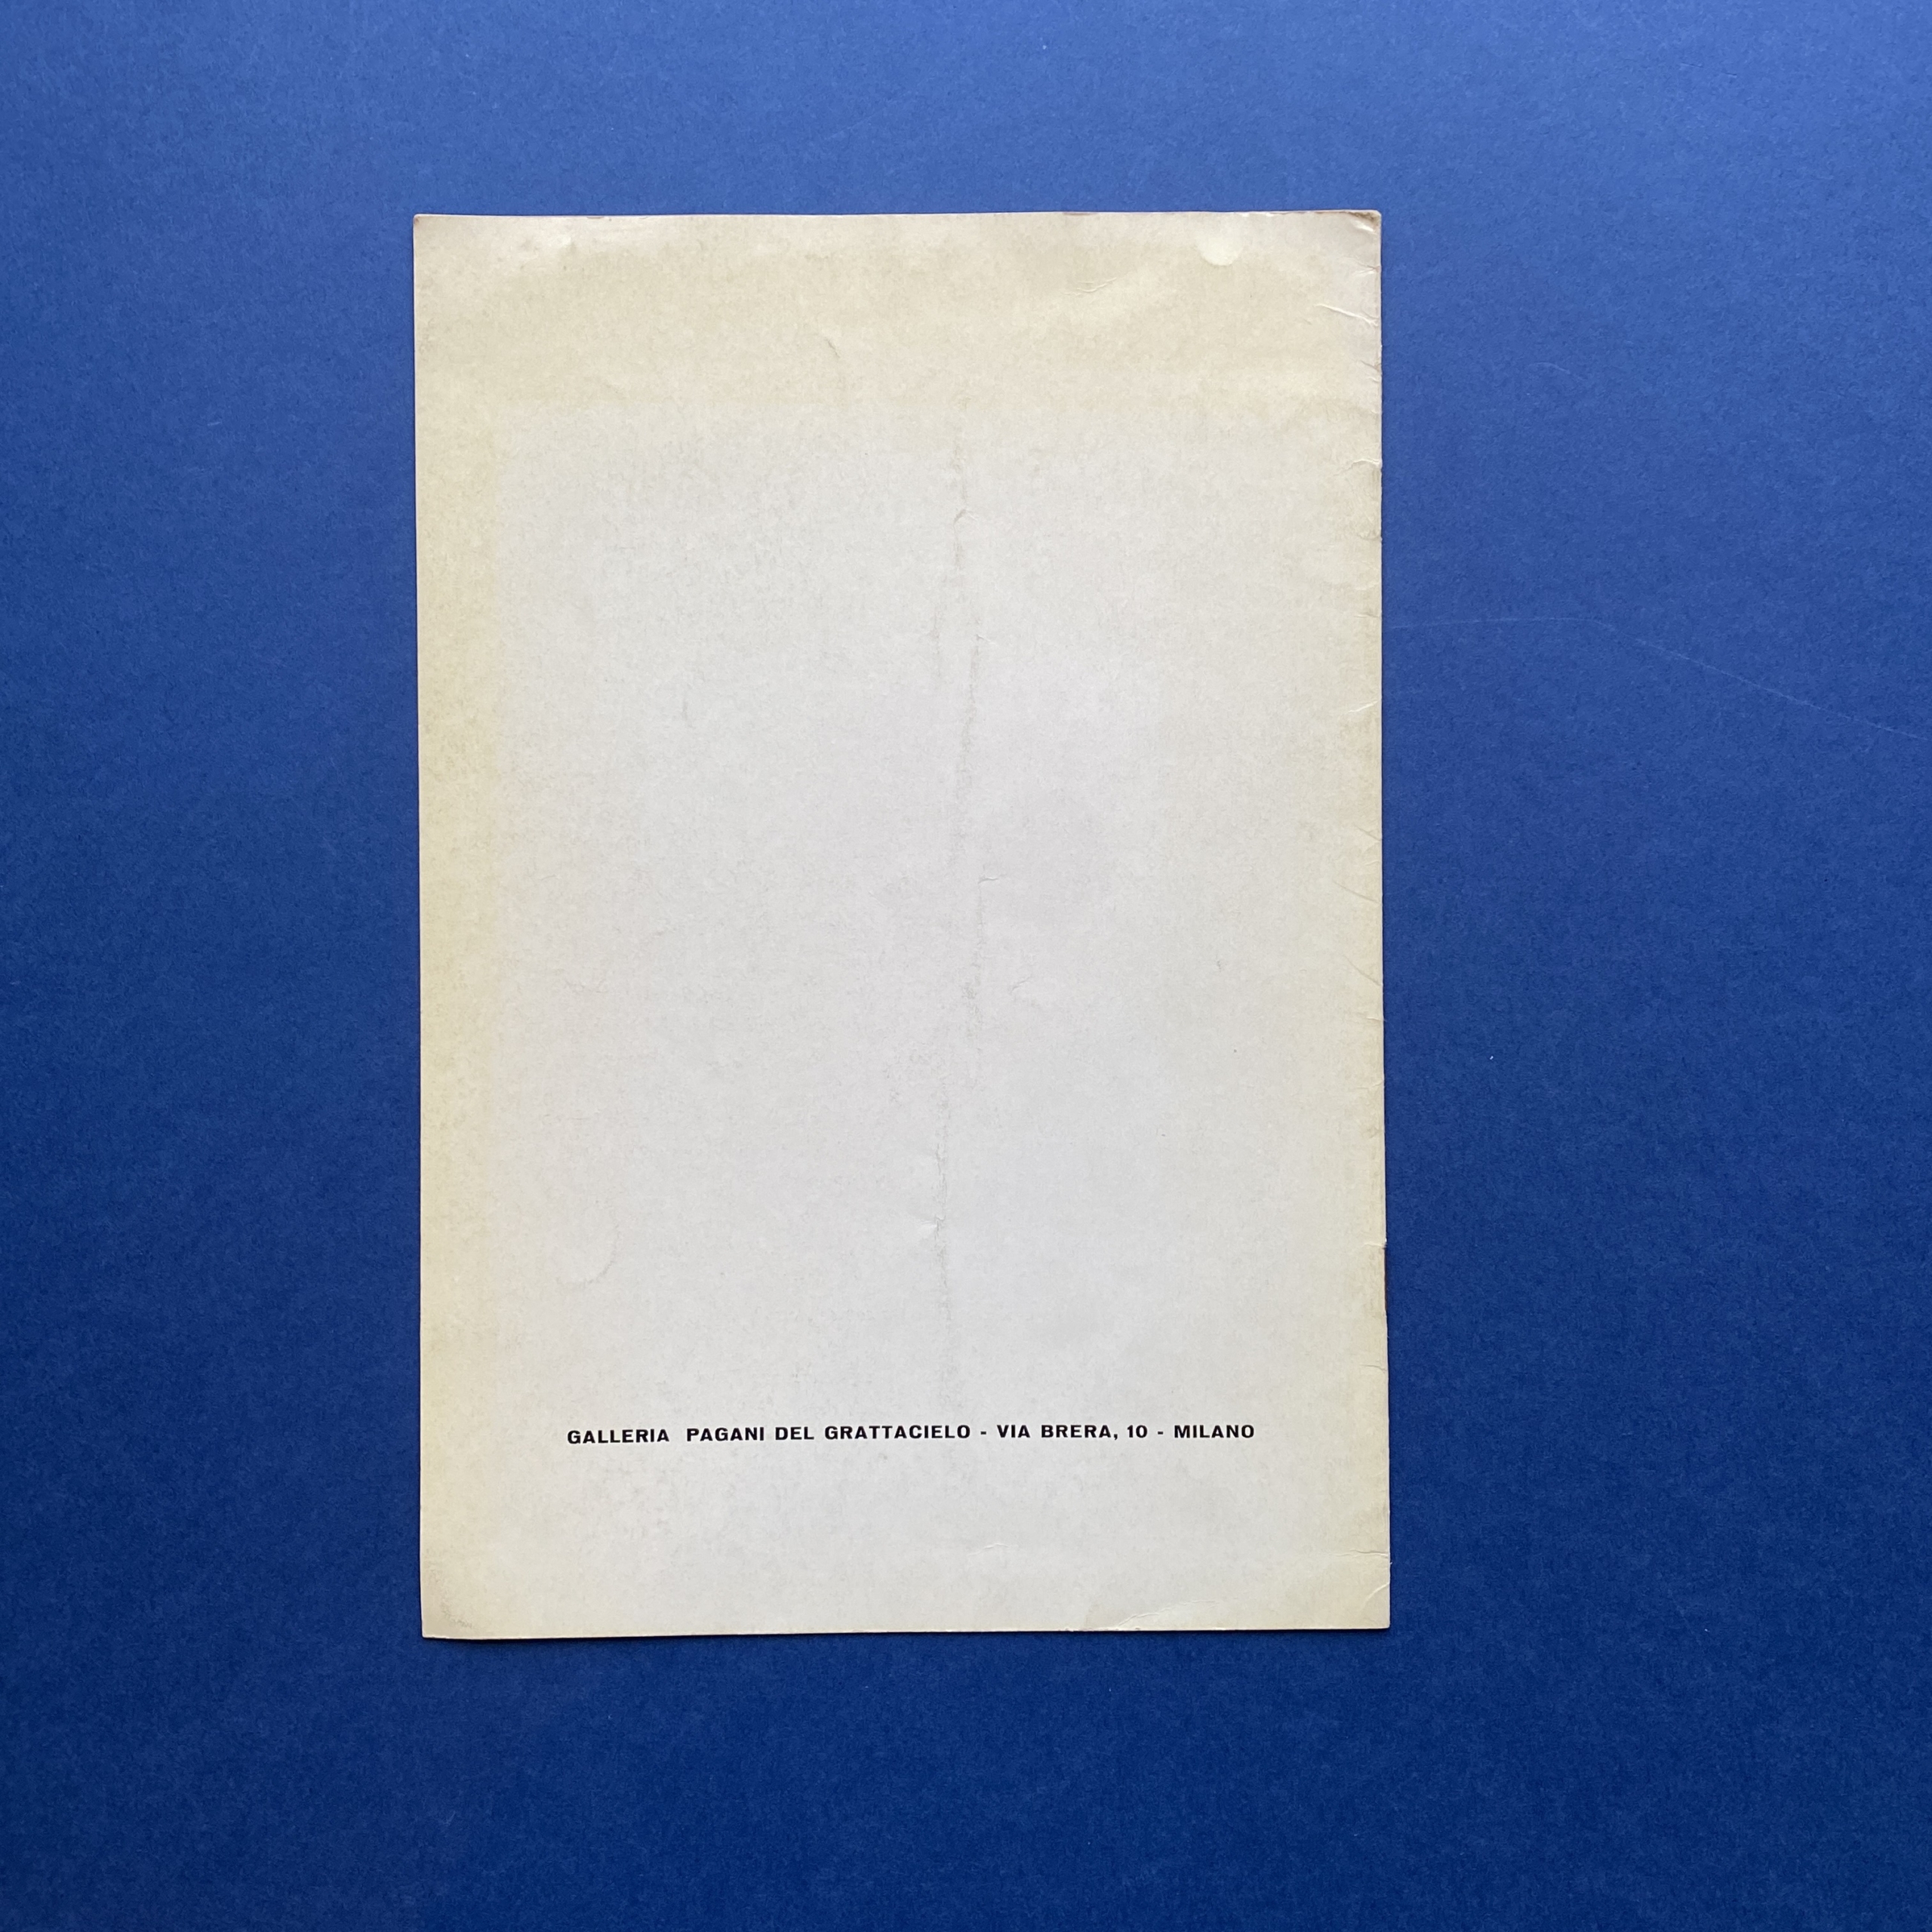 GALLERIA PAGANI DEL GRATTACIELO - VIA BRERA, 10 - MILANO